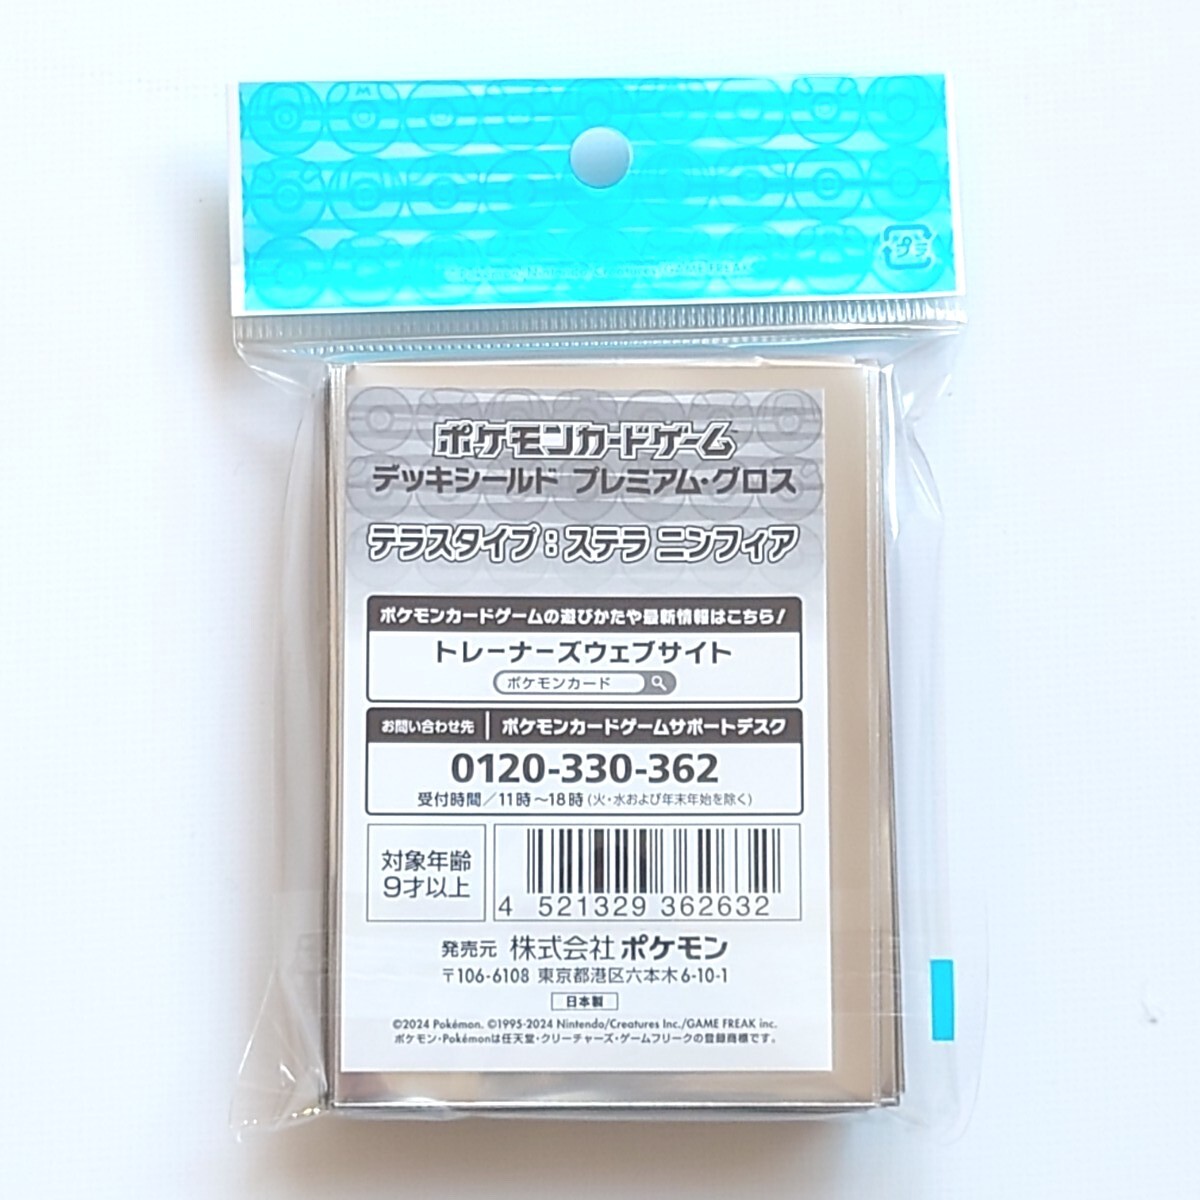 プラ
©Pokémon/Nintendo/Creatures/GAME FREAK
ポケモンカードゲーム
デッキシールド プレミアム・グロス
テラスタイプ：ステラ ニンフィア
ポケモンカードゲームの遊びかたや最新情報はこちら！
トレーナーズウェブサイト
ポケモンカード
お問い合わせ先 ポケモンカードゲームサポートデスク
0120-330-362
受付時間／11時～18時（火・水および年末年始を除く）
対象年齢
9才以上
4 521329 362632
発売元 株式会社 ポケモン
〒106-6108 東京都港区六本木6-10-1
日本製
©2024 Pokémon. ©1995-2024 Nintendo/Creatures Inc./GAME FREAK inc.
ポケモン・Pokémonは任天堂・クリーチャーズ・ゲームフリークの登録商標です。